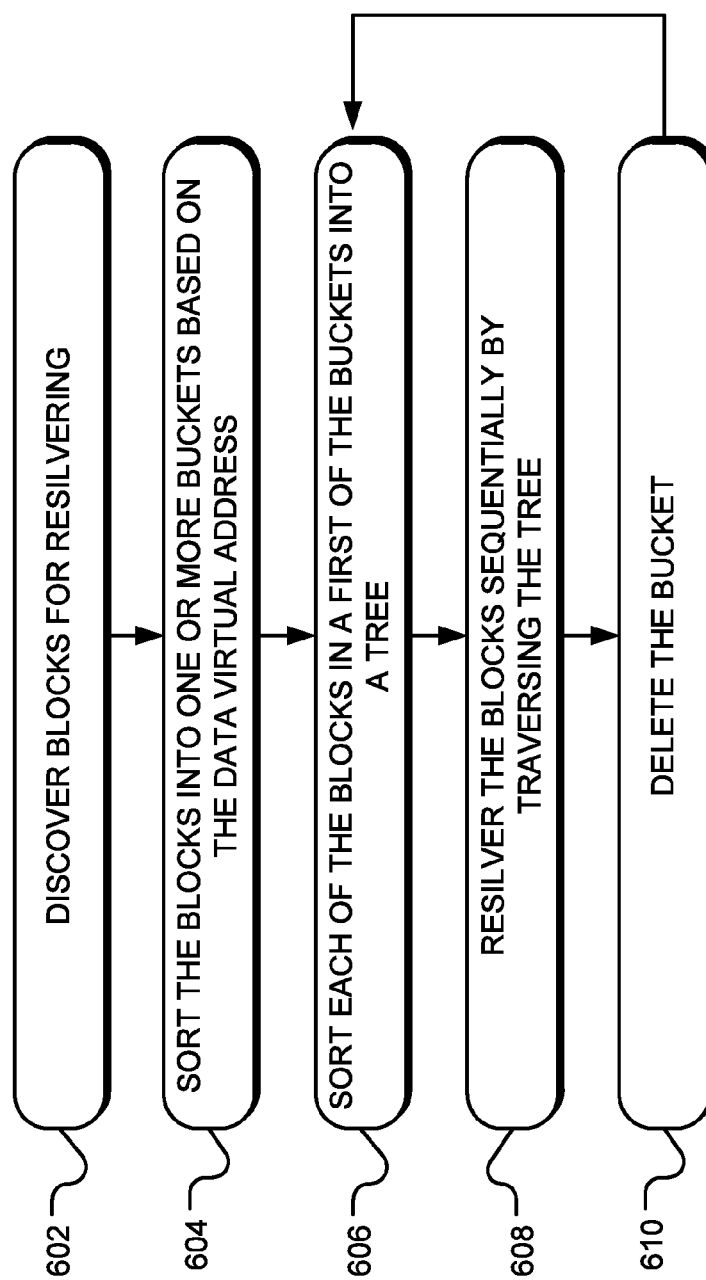 602
DISCOVER BLOCKS FOR RESILVERING
604
SORT THE BLOCKS INTO ONE OR MORE BUCKETS BASED ON
THE DATA VIRTUAL ADDRESS
606
SORT EACH OF THE BLOCKS IN A FIRST OF THE BUCKETS INTO
A TREE
608
RESILVER THE BLOCKS SEQUENTIALLY BY
TRAVERSING THE TREE
610
DELETE THE BUCKET